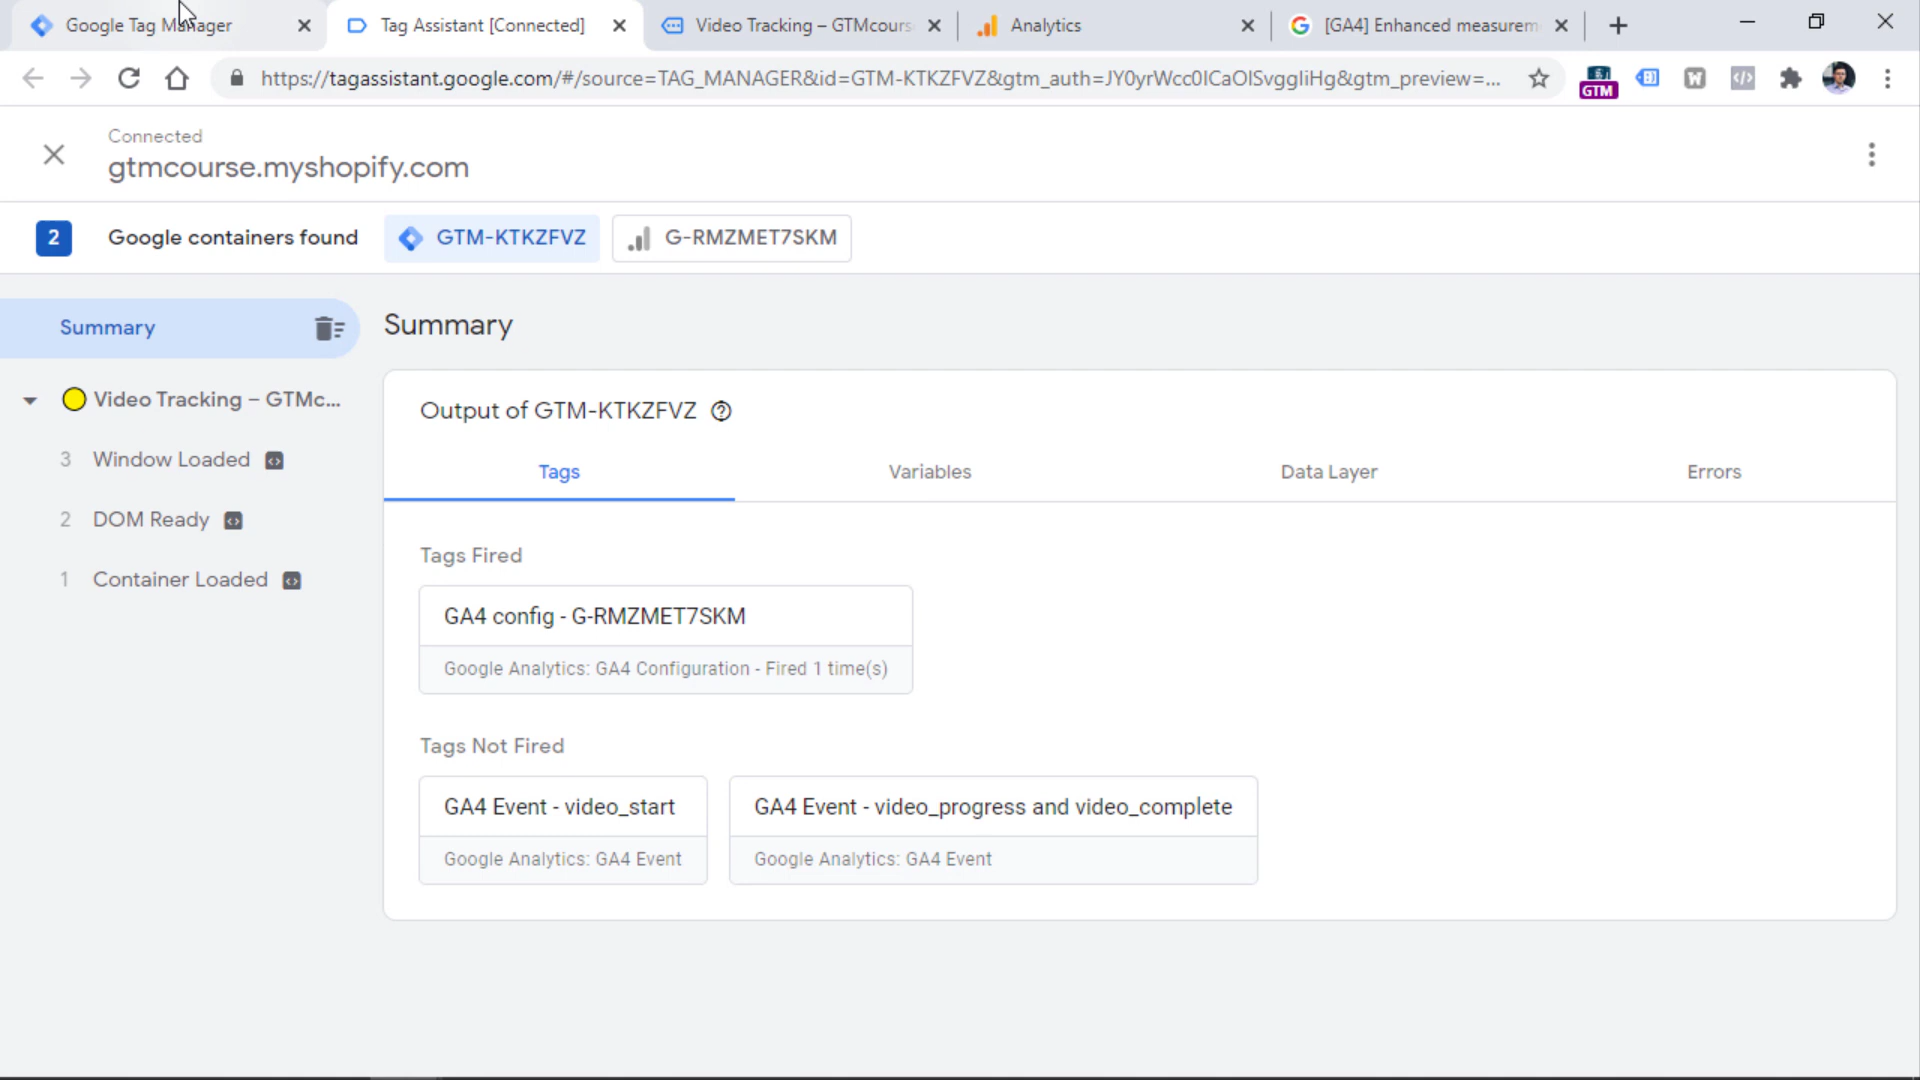 Google Tag Manager
Tag Assistant [Connected]
Video Tracking – GTMcours
Analytics
[GA4] Enhanced measurem
https://tagassistant.google.com/#/source=TAG_MANAGER&id=GTM-KTKZFVZ&gtm_auth=JY0yrWcc0ICaOlSvggIiHg&gtm_preview=...
GTM
Connected
gtmcourse.myshopify.com
2
Google containers found
GTM-KTKZFVZ
G-RMZMET7SKM
Summary
Video Tracking – GTMc...
3 Window Loaded
2 DOM Ready
1 Container Loaded
Summary
Output of GTM-KTKZFVZ
Tags
Variables
Data Layer
Errors
Tags Fired
GA4 config - G-RMZMET7SKM
Google Analytics: GA4 Configuration - Fired 1 time(s)
Tags Not Fired
GA4 Event - video_start
Google Analytics: GA4 Event
GA4 Event - video_progress and video_complete
Google Analytics: GA4 Event